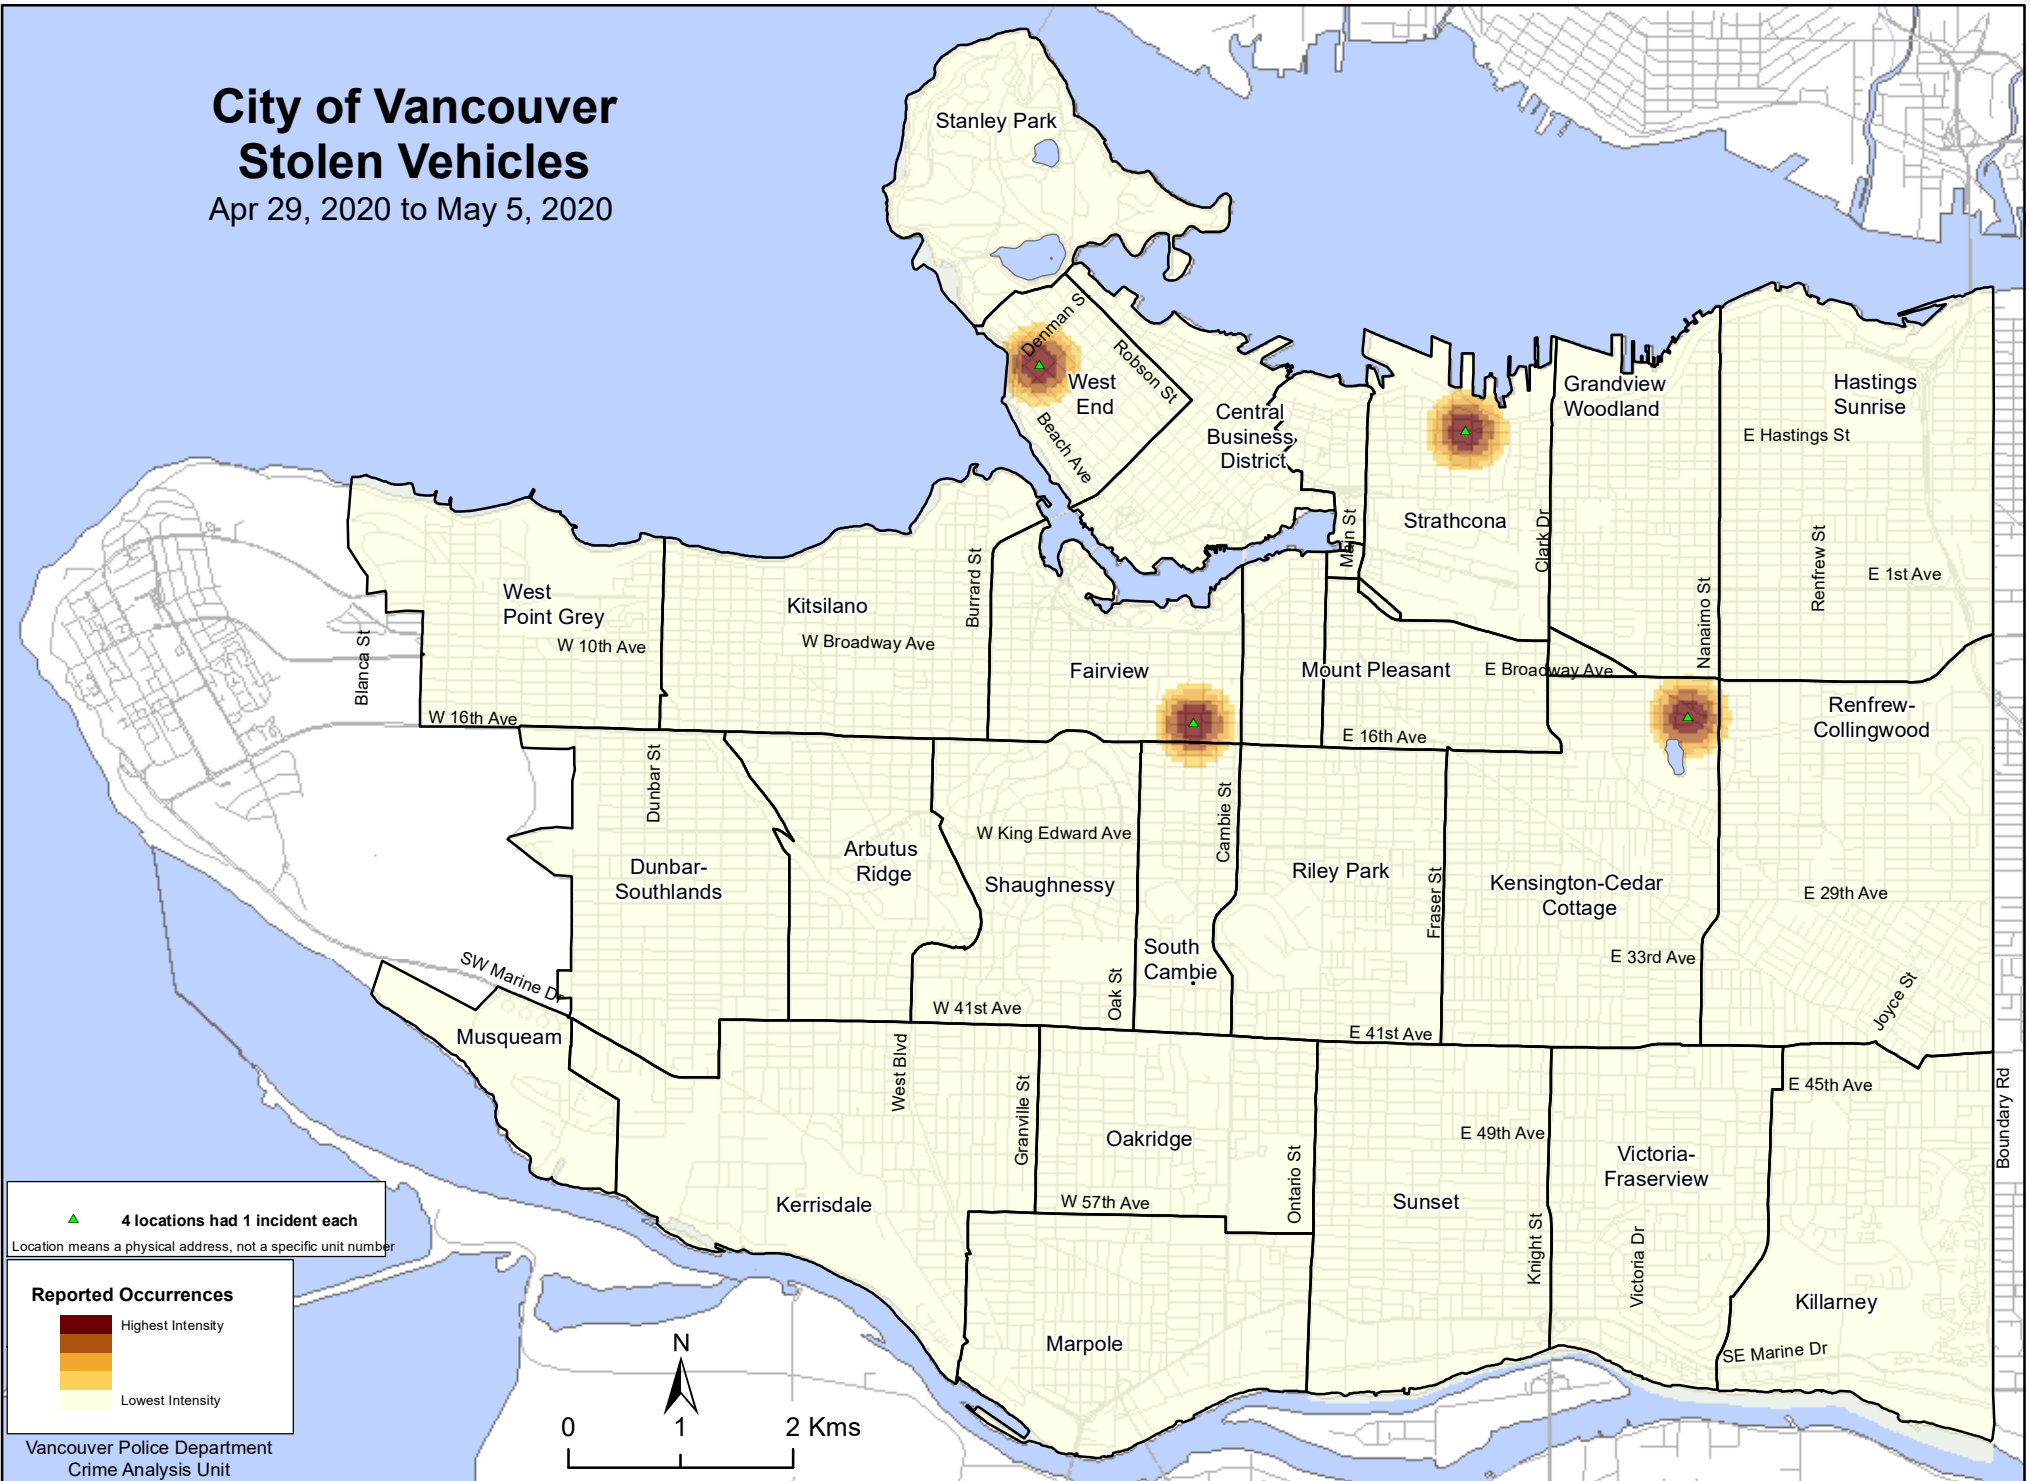 City of Vancouver
Stolen Vehicles
Apr 29, 2020 to May 5, 2020
Stanley Park
Denman S
Robson St
West
End
Beach Ave
Central
Business
District
Grandview
Woodland
Hastings
Sunrise
E Hastings St
Strathcona
Main St
Clark Dr
Nanaimo St
Renfrew St
E 1st Ave
West
Point Grey
W 10th Ave
Blanca St
Kitsilano
W Broadway Ave
Burrard St
Fairview
Mount Pleasant
E Broadway Ave
Renfrew-
Collingwood
W 16th Ave
E 16th Ave
Dunbar St
Dunbar-
Southlands
Arbutus
Ridge
W King Edward Ave
Shaughnessy
Cambie St
Riley Park
Fraser St
Kensington-Cedar
Cottage
E 29th Ave
E 33rd Ave
South
Cambie
Oak St
SW Marine Dr
W 41st Ave
E 41st Ave
Joyce St
Musqueam
West Blvd
Granville St
Oakridge
Ontario St
E 49th Ave
Victoria-
Fraserview
E 45th Ave
Boundary Rd
Kerrisdale
W 57th Ave
Sunset
Knight St
Victoria Dr
Killarney
SE Marine Dr
Marpole
4 locations had 1 incident each
Location means a physical address, not a specific unit number
Reported Occurrences
Highest Intensity
Lowest Intensity
Vancouver Police Department
Crime Analysis Unit
N
0 1 2 Kms